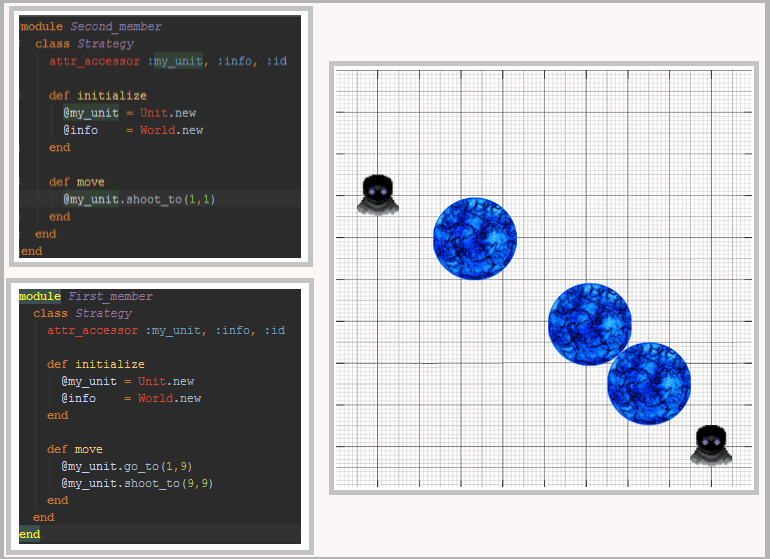 module Second_member
class Strategy
attr_accessor :my_unit, :info, :id
def initialize
@my_unit = Unit.new
@info = World.new
end
def move
@my_unit.shoot_to(1,1)
end
end
end
module First_member
class Strategy
attr_accessor :my_unit, :info, :id
def initialize
@my_unit = Unit.new
@info = World.new
end
def move
@my_unit.go_to(1,9)
@my_unit.shoot_to(9,9)
end
end
end